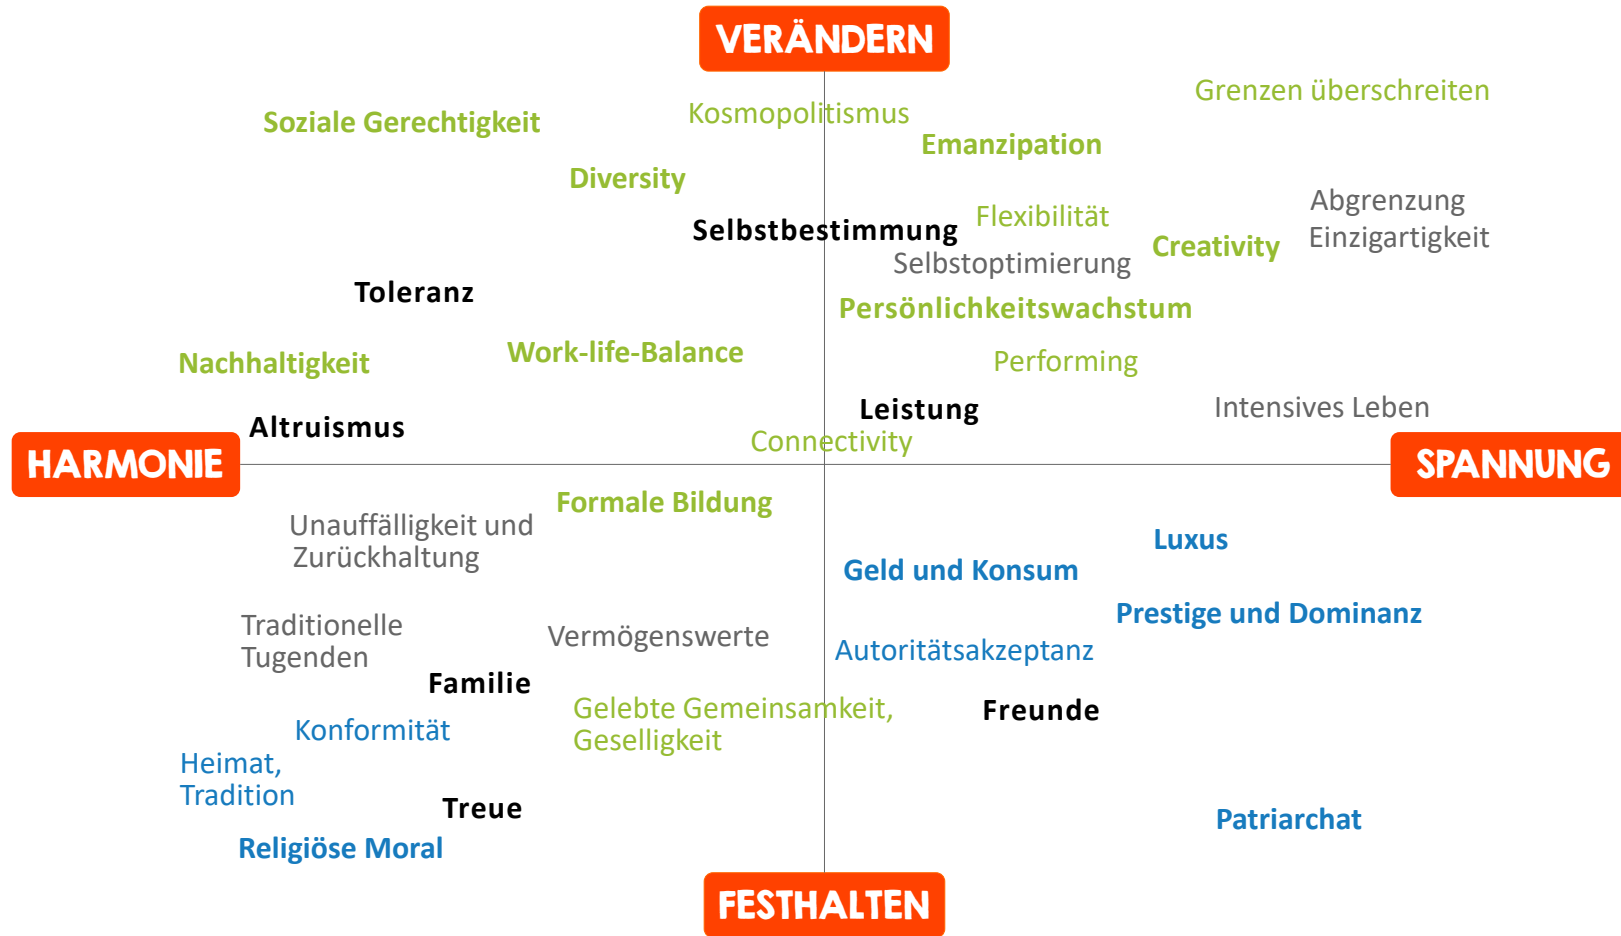 VERÄNDERN
Grenzen überschreiten
Kosmopolitismus
Soziale Gerechtigkeit
Emanzipation
Diversity
Abgrenzung
Einzigartigkeit
Flexibilität
Selbstbestimmung
Creativity
Selbstoptimierung
Toleranz
Persönlichkeitswachstum
Work-life-Balance
Nachhaltigkeit
Performing
Leistung
Intensives Leben
Altruismus
Connectivity
HARMONIE
SPANNUNG
Formale Bildung
Unauffälligkeit und
Zurückhaltung
Luxus
Geld und Konsum
Prestige und Dominanz
Traditionelle
Tugenden
Vermögenswerte
Autoritätsakzeptanz
Familie
Gelebte Gemeinsamkeit,
Geselligkeit
Freunde
Konformität
Heimat,
Tradition
Treue
Patriarchat
Religiöse Moral
FESTHALTEN